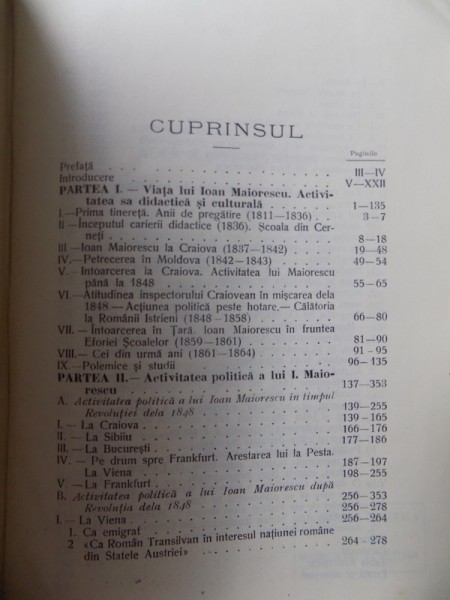 CUPRINSUL
Paginile
Prefață III—IV
Introducere V—XXII
PARTEA I. — Viața lui Ioan Maiorescu. Activi-
tatea sa didactică și culturală 1—135
I.—Prima tinereță. Anii de pregătire (1811—1836) 3—7
II—Începutul carierii didactice (1836). Școala din Cer-
nești 8—18
III—Ioan Maiorescu la Craiova (1837—1842) 19—48
IV.—Petrecerea în Moldova (1842—1843) 49—54
V.— Intoarcerea la Craiova. Activitatea lui Maiorescu
până la 1848 55—65
VI.—Atitudinea inspectorului Craiovean în mișcarea dela
1848 — Acțiunea politică peste hotare.— Călătoria
la Românii Istrieni (1848—1858) 66—80
VII. — Intoarcerea în Țară. Ioan Maiorescu în fruntea
Eforiei Școalelor (1859—1861) 81—90
VIII.— Cei din urmă ani (1861—1864) 91-95
IX.—Polemice și studii 96—135
PARTEA II.—Activitatea politică a lui I. Maio-
rescu 137—353
A. Activitatea politică a lui Ioan Maiorescu în timpul
Revoluției dela 1848 139—255
I. — La Craiova 139-165
II. — La Sibiiu 166—176
III. — La București 177—186
IV. — Pe drum spre Frankfurt. Arestarea lui la Pesta.
La Viena 187—197
V. — La Frankfurt 198—255
B. Activitatea politică a lui Ioan Maiorescu după
Revoluția dela 1848 256—353
I.— La Viena 256—278
1. Ca emigrat 256—264
2 «Ca Român Transilvan în interesul națiunei române
din Statele Austriei» 264-278